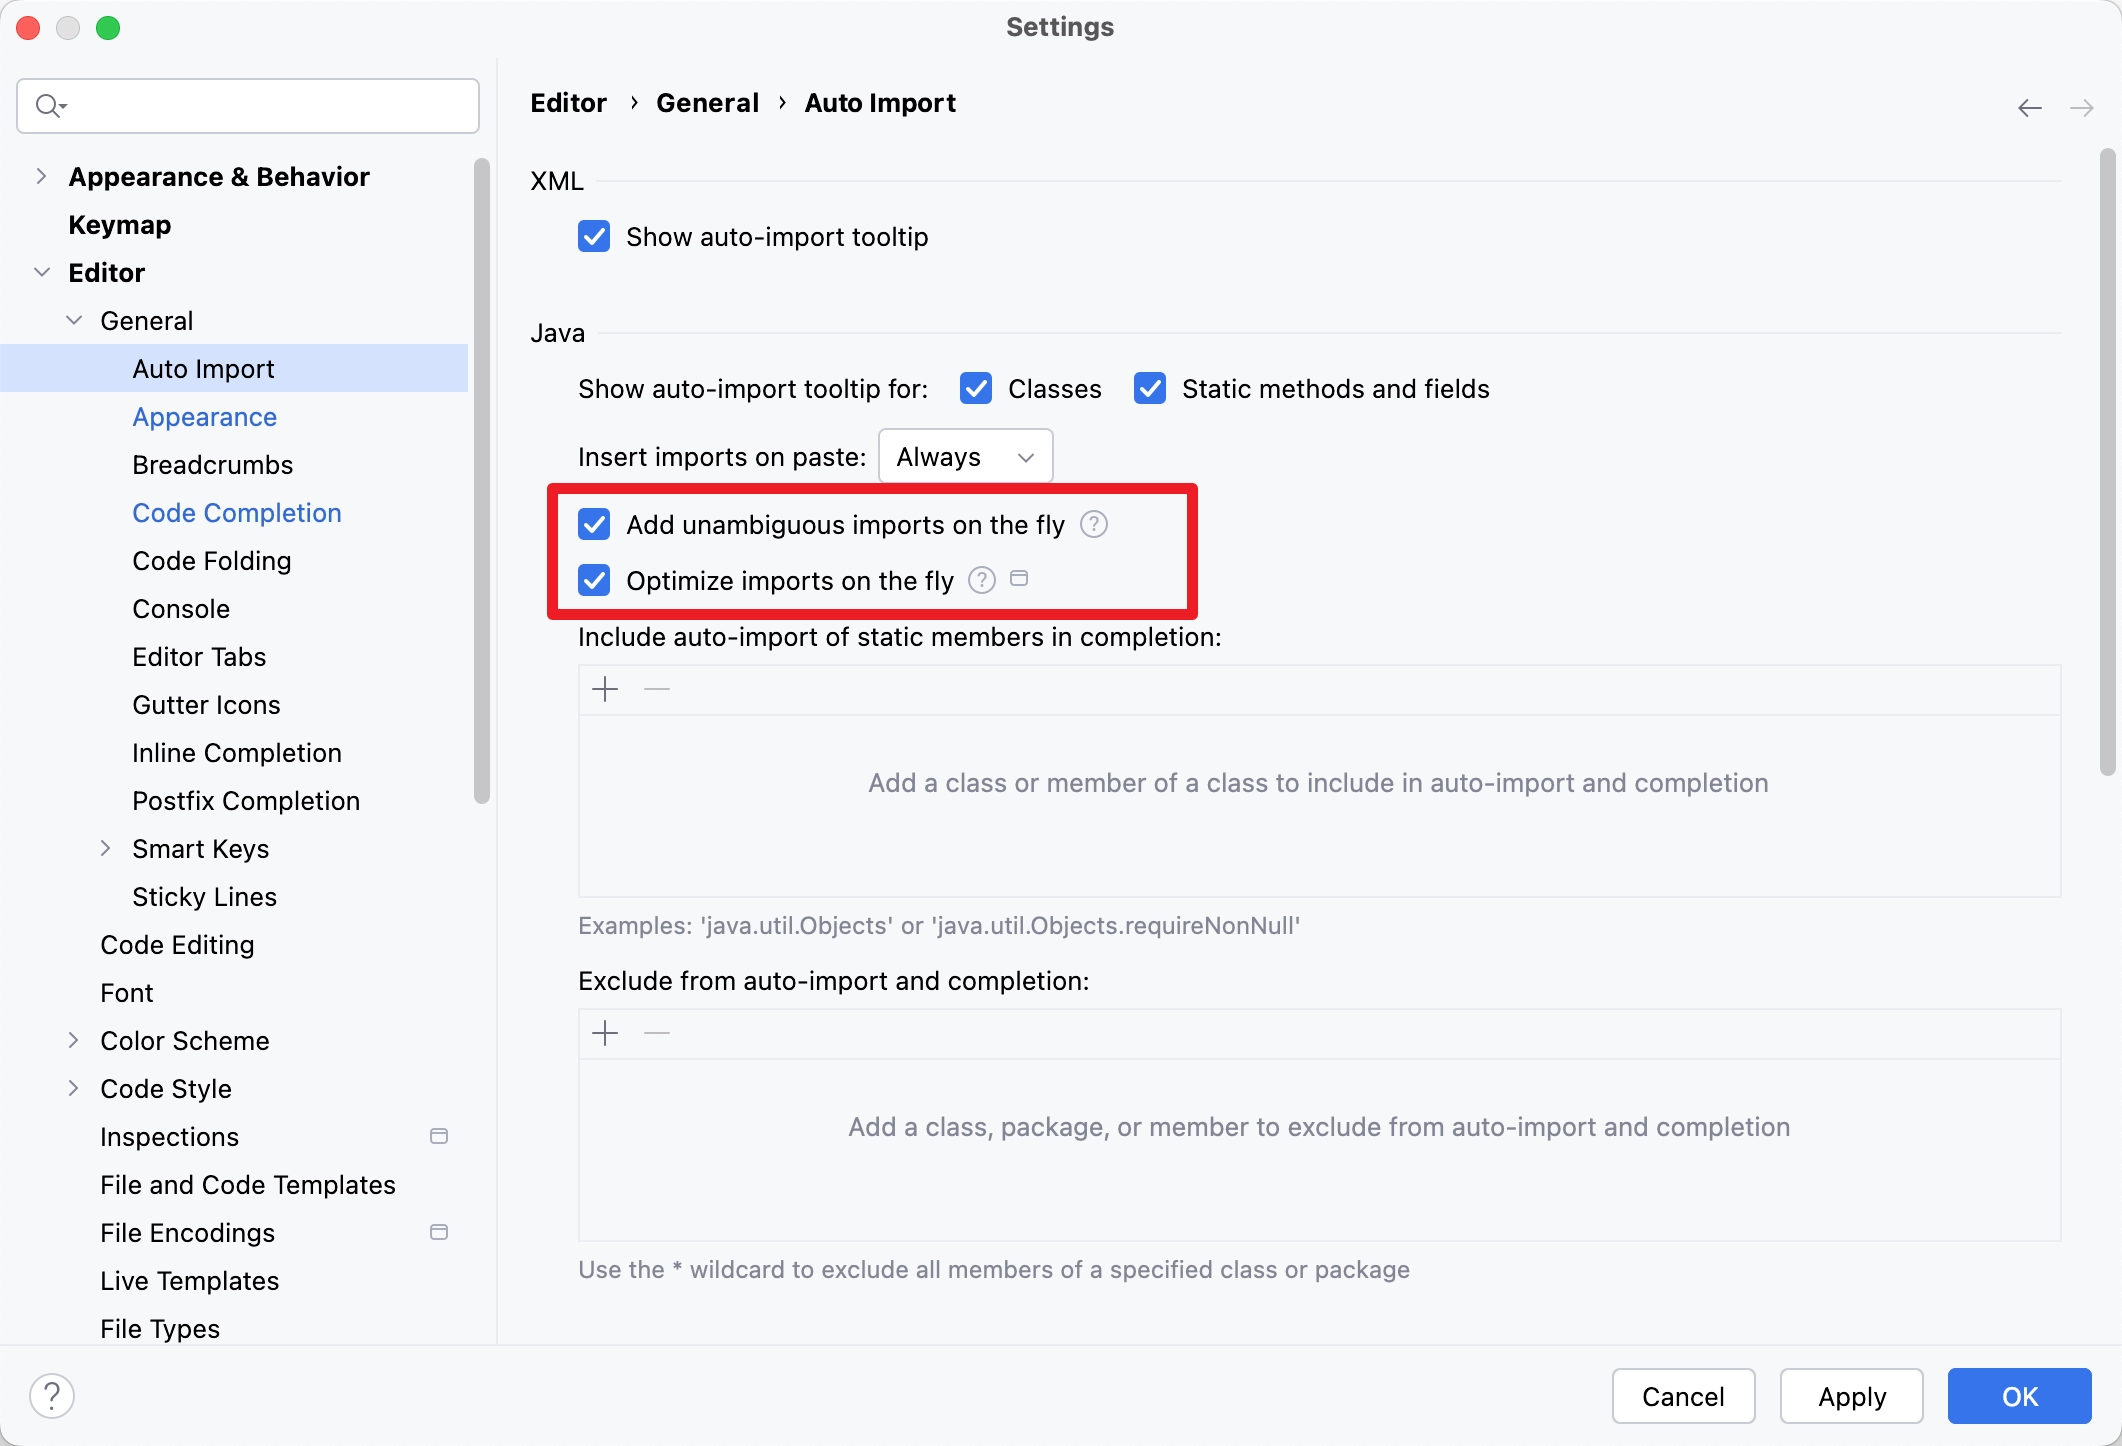 Settings
Appearance & Behavior
Keymap
Editor
General
Auto Import
Appearance
Breadcrumbs
Code Completion
Code Folding
Console
Editor Tabs
Gutter Icons
Inline Completion
Postfix Completion
Smart Keys
Sticky Lines
Code Editing
Font
Color Scheme
Code Style
Inspections
File and Code Templates
File Encodings
Live Templates
File Types
Editor › General › Auto Import
XML
Show auto-import tooltip
Java
Show auto-import tooltip for: Classes Static methods and fields
Insert imports on paste: Always
Add unambiguous imports on the fly ?
Optimize imports on the fly ?
Include auto-import of static members in completion:
Add a class or member of a class to include in auto-import and completion
Examples: 'java.util.Objects' or 'java.util.Objects.requireNonNull'
Exclude from auto-import and completion:
Add a class, package, or member to exclude from auto-import and completion
Use the * wildcard to exclude all members of a specified class or package
? Cancel Apply OK